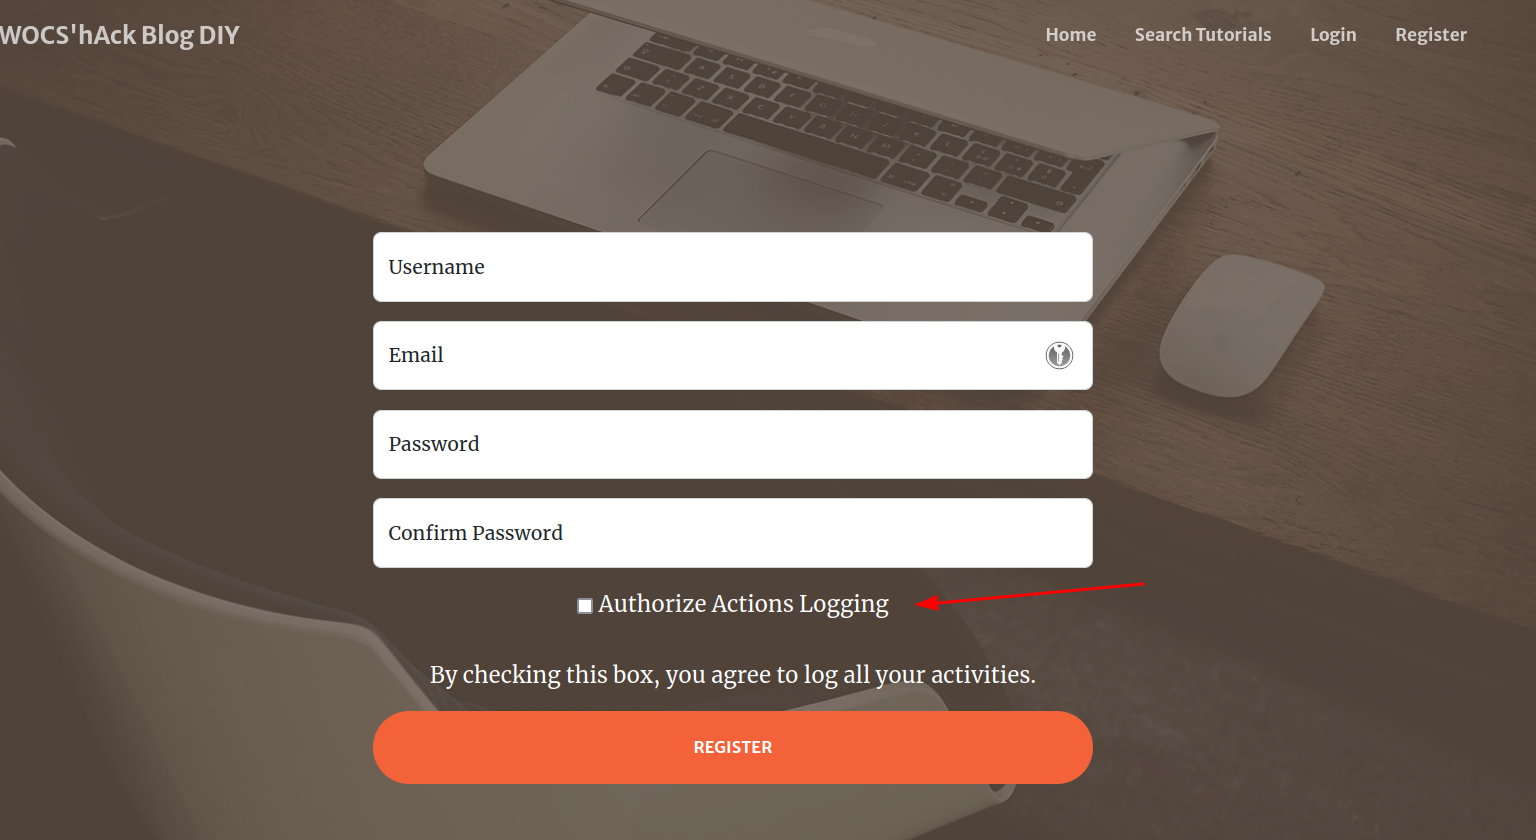 WOCS'hAck Blog DIY
Home Search Tutorials Login Register
Username
Email
Password
Confirm Password
Authorize Actions Logging
By checking this box, you agree to log all your activities.
REGISTER